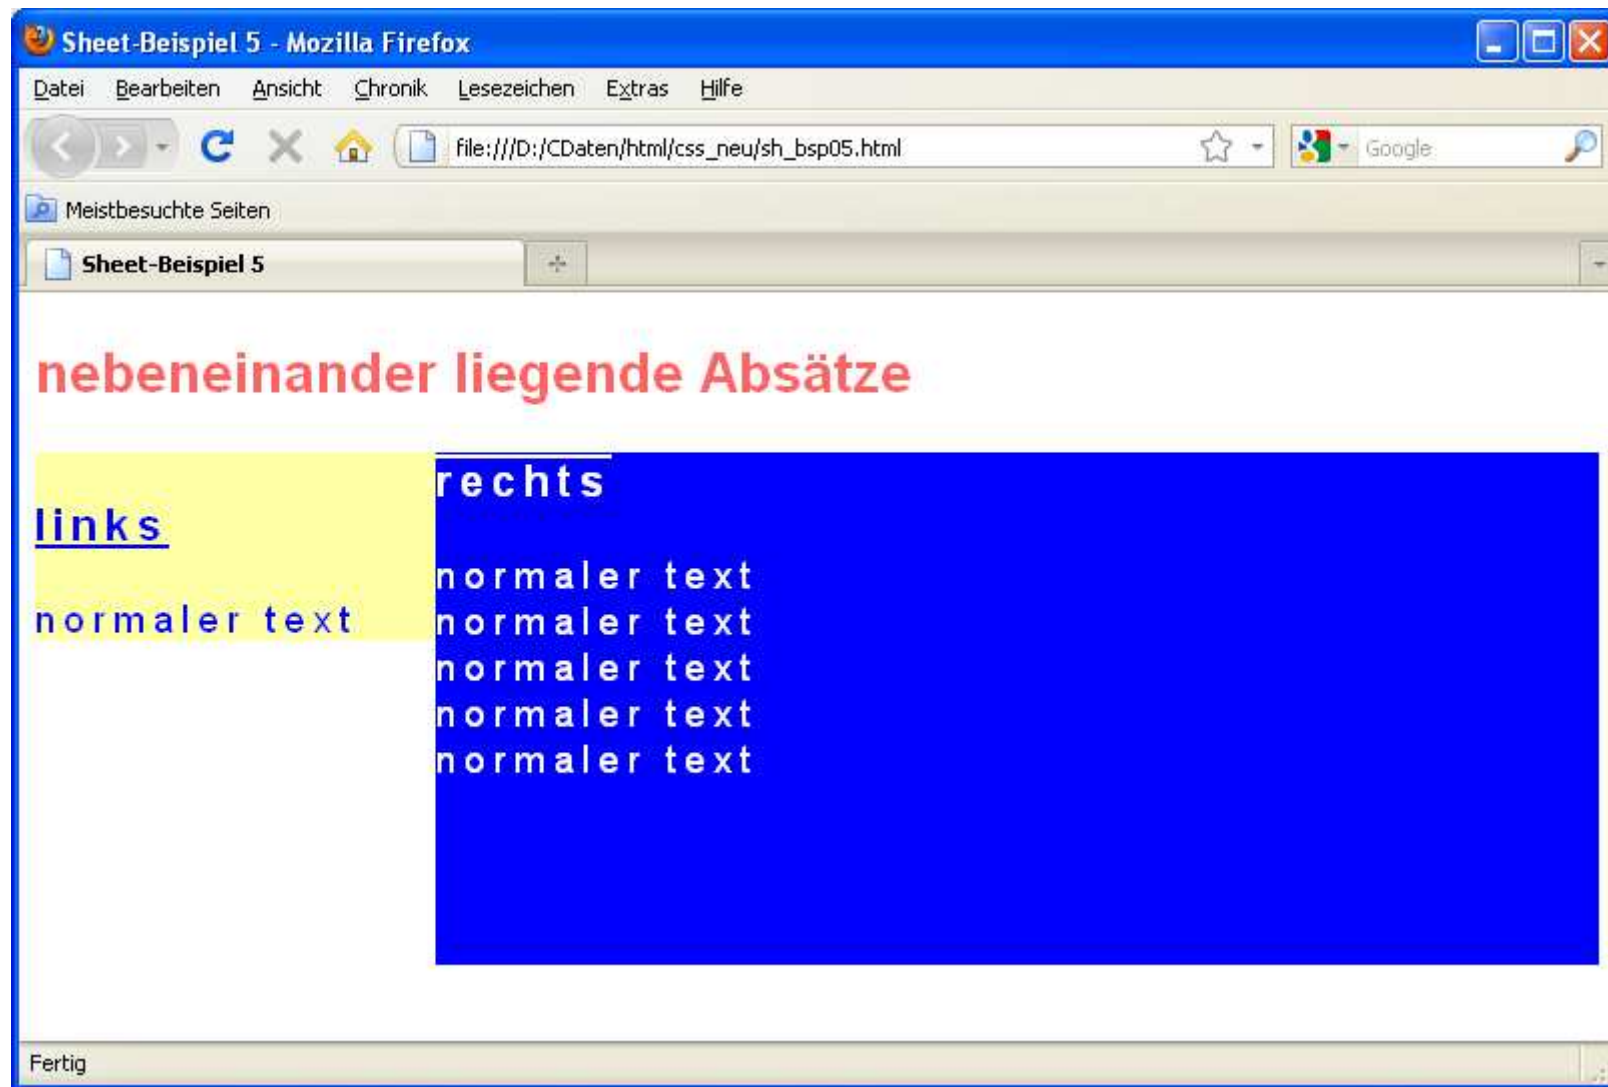 Sheet-Beispiel 5 - Mozilla Firefox
Datei Bearbeiten Ansicht Chronik Lesezeichen Extras Hilfe
file:///D:/CDaten/html/css_neu/sh_bsp05.html Google
Meistbesuchte Seiten
Sheet-Beispiel 5
nebeneinander liegende Absätze
links
normaler text
rechts
normaler text
normaler text
normaler text
normaler text
normaler text
Fertig